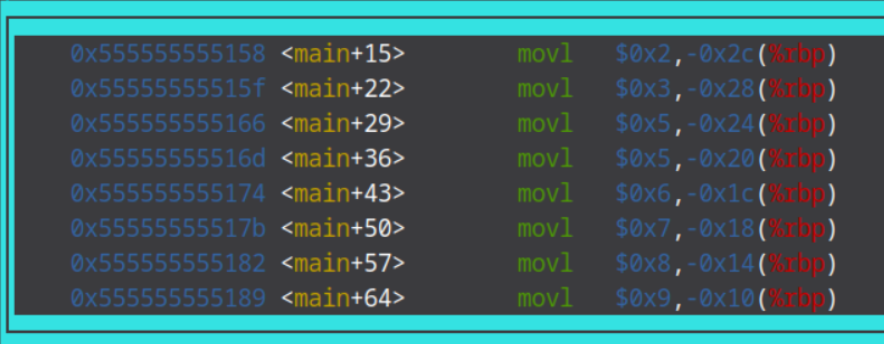 0x555555555158 <main+15> movl $0x2,-0x2c(%rbp)
0x55555555515f <main+22> movl $0x3,-0x28(%rbp)
0x555555555166 <main+29> movl $0x5,-0x24(%rbp)
0x55555555516d <main+36> movl $0x5,-0x20(%rbp)
0x555555555174 <main+43> movl $0x6,-0x1c(%rbp)
0x55555555517b <main+50> movl $0x7,-0x18(%rbp)
0x555555555182 <main+57> movl $0x8,-0x14(%rbp)
0x555555555189 <main+64> movl $0x9,-0x10(%rbp)